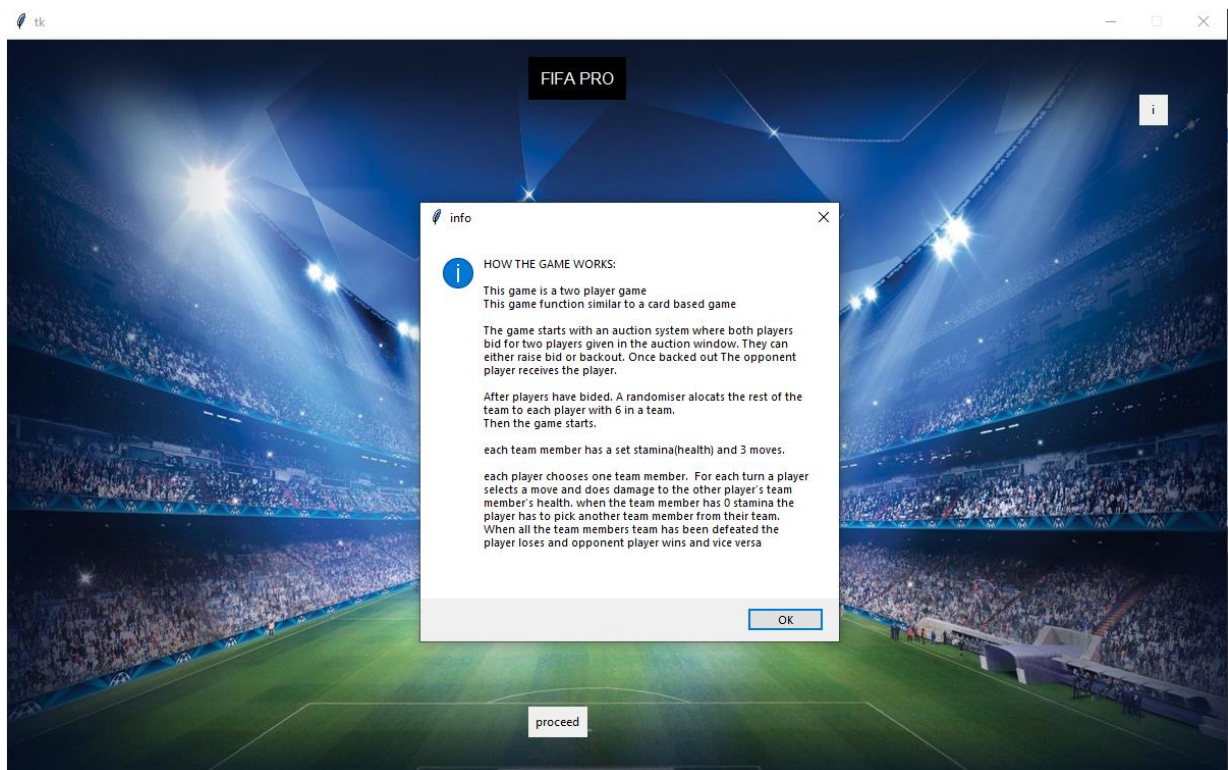 tk
FIFA PRO
i
info
i
HOW THE GAME WORKS:
This game is a two player game
This game function similar to a card based game
The game starts with an auction system where both players
bid for two players given in the auction window. They can
either raise bid or backout. Once backed out The opponent
player receives the player.
After players have bided. A randomiser alocats the rest of the
team to each player with 6 in a team.
Then the game starts.
each team member has a set stamina(health) and 3 moves.
each player chooses one team member.  For each turn a player
selects a move and does damage to the other player's team
member's health. when the team member has 0 stamina the
player has to pick another team member from their team.
When all the team members team has been defeated the
player loses and opponent player wins and vice versa
OK
proceed